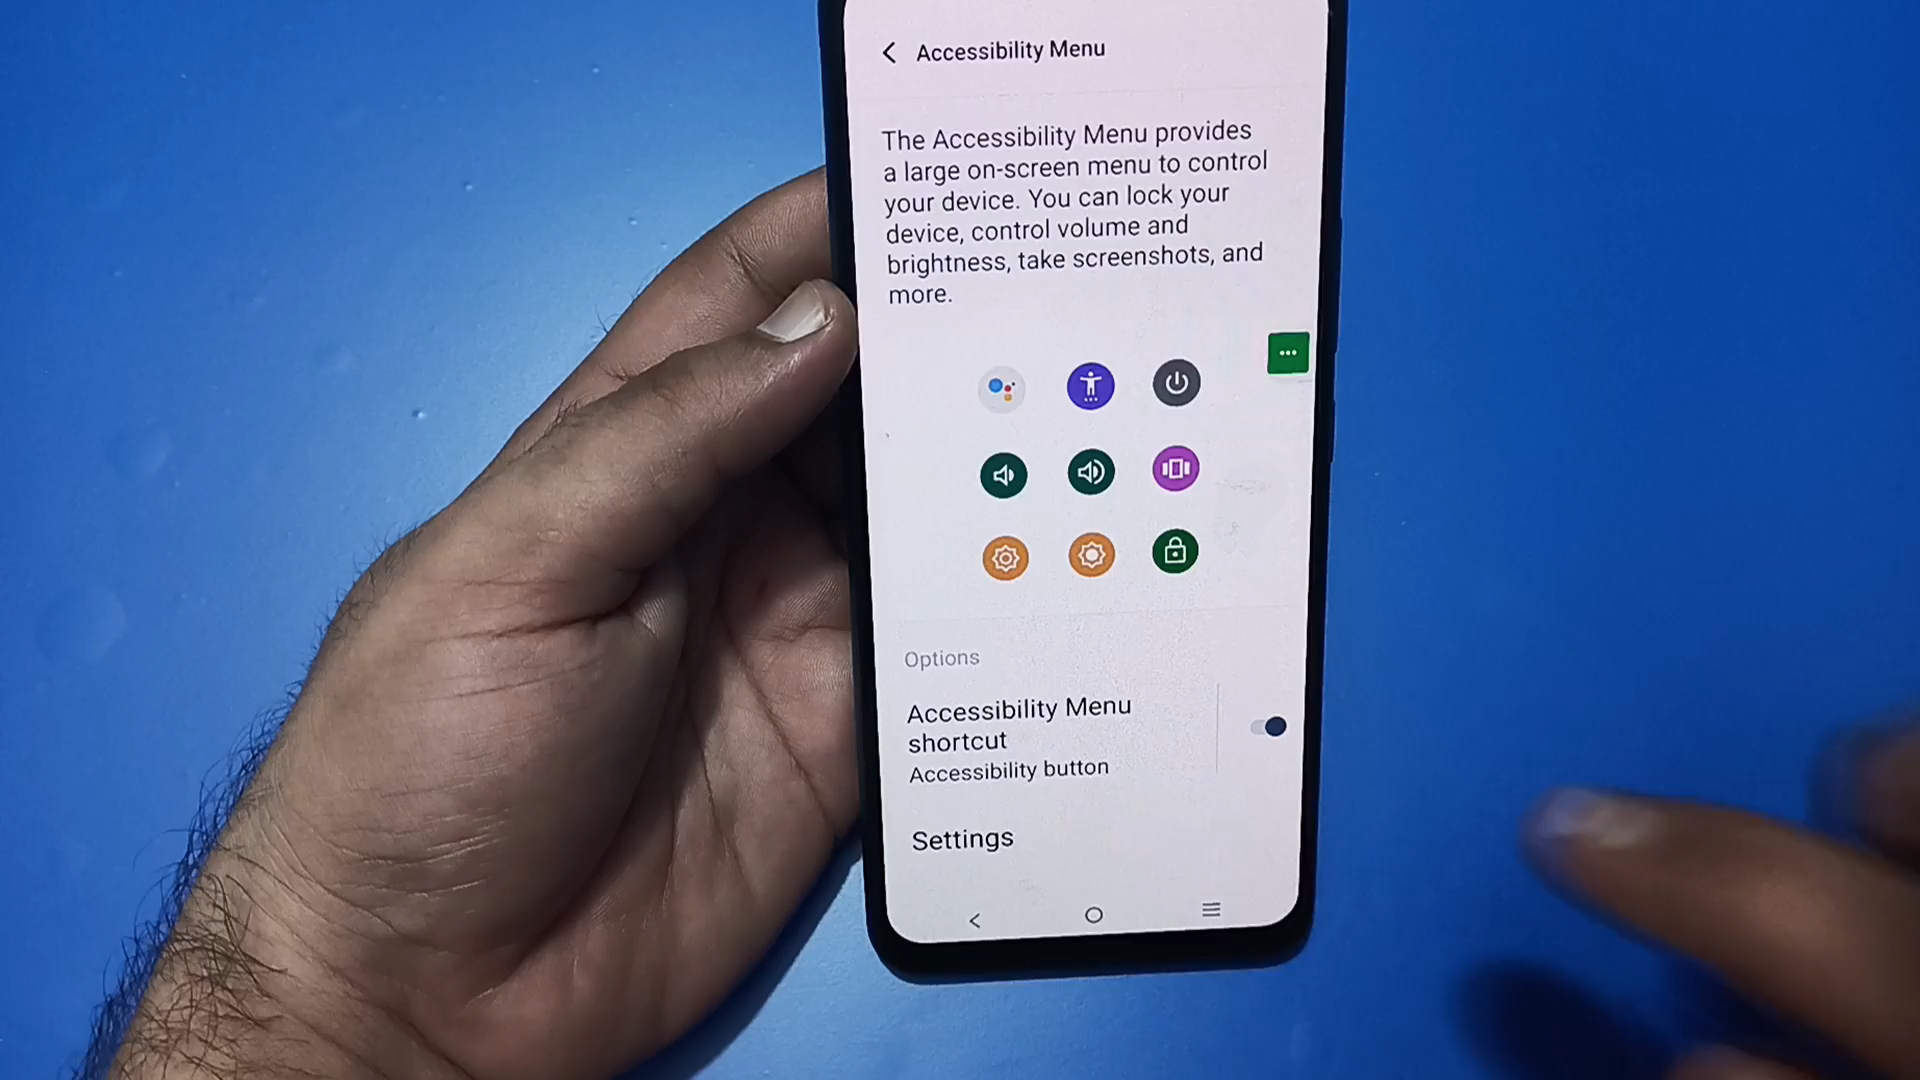 Accessibility Menu
The Accessibility Menu provides
a large on-screen menu to control
your device. You can lock your
device, control volume and
brightness, take screenshots, and
more.
Options
Accessibility Menu
shortcut
Accessibility button
Settings